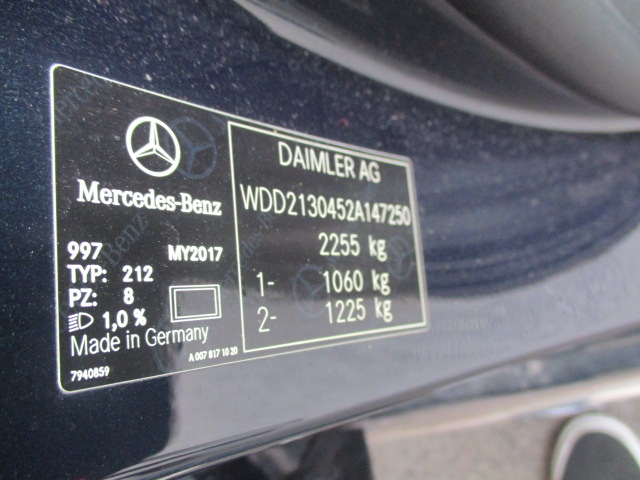 Mercedes-Benz
DAIMLER AG
WDD2130452A147250
2255 kg
1- 1060 kg
2- 1225 kg
997 MY2017
TYP: 212
PZ: 8
1,0 %
Made in Germany
7940859
A 007 817 10 20